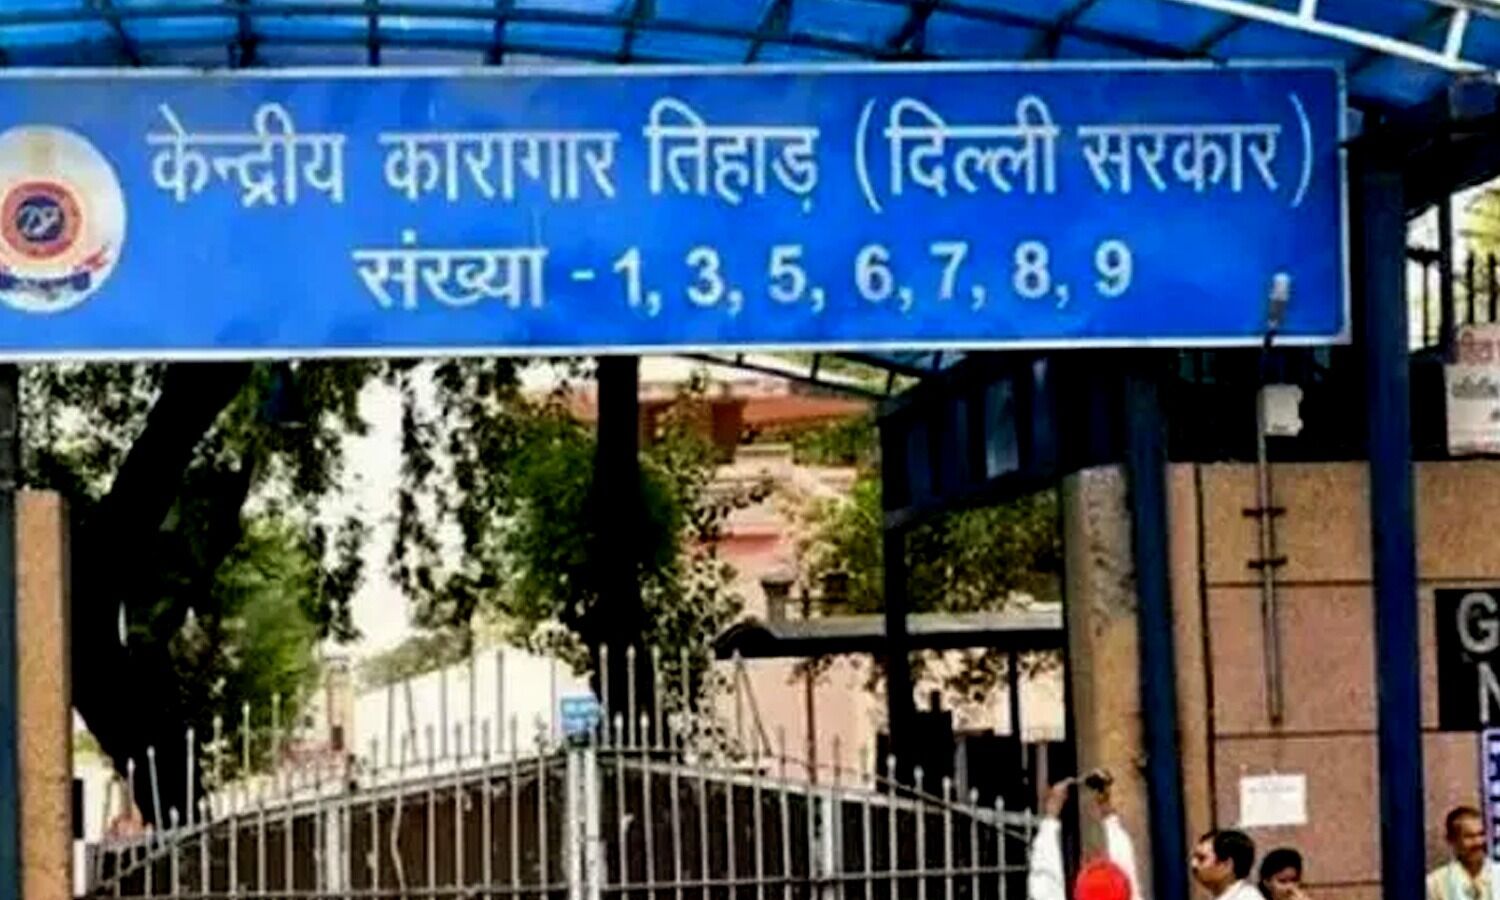 केन्द्रीय कारागार तिहाड़ (दिल्ली सरकार)
संख्या - 1, 3, 5, 6, 7, 8, 9
G
N